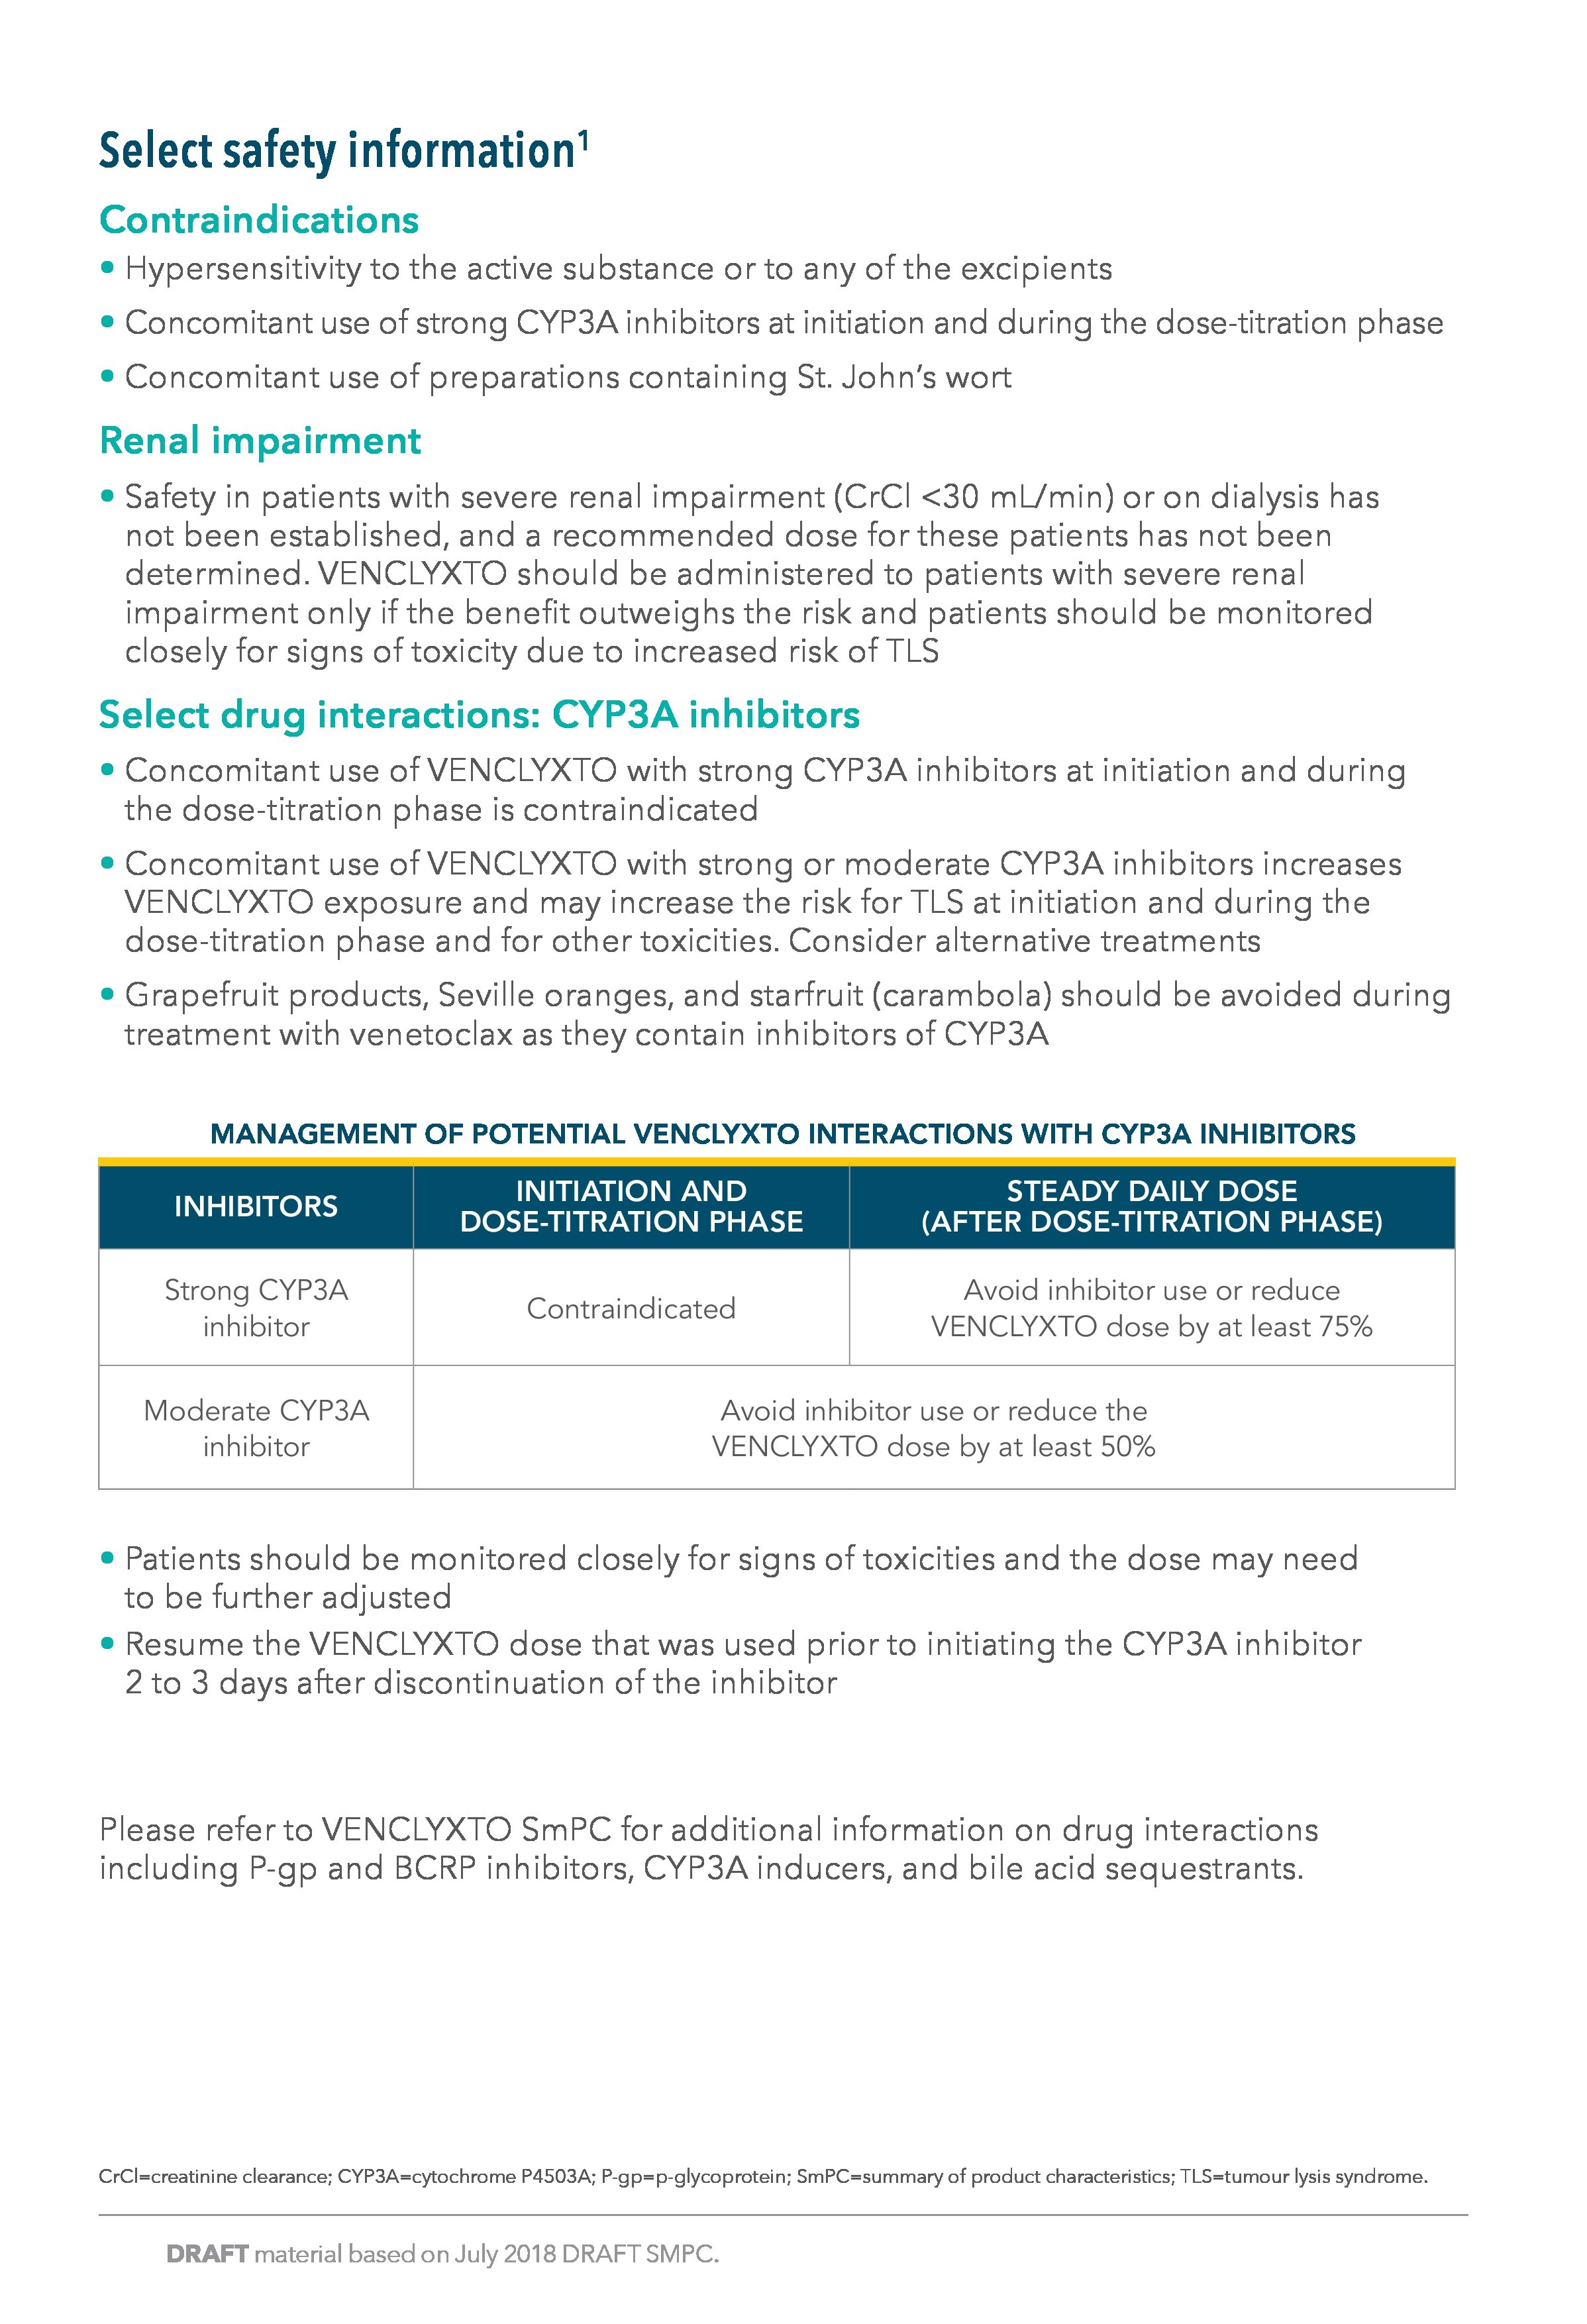 Select safety information¹
Contraindications
• Hypersensitivity to the active substance or to any of the excipients
• Concomitant use of strong CYP3A inhibitors at initiation and during the dose-titration phase
• Concomitant use of preparations containing St. John’s wort
Renal impairment
• Safety in patients with severe renal impairment (CrCl <30 mL/min) or on dialysis has
not been established, and a recommended dose for these patients has not been
determined. VENCLYXTO should be administered to patients with severe renal
impairment only if the benefit outweighs the risk and patients should be monitored
closely for signs of toxicity due to increased risk of TLS
Select drug interactions: CYP3A inhibitors
• Concomitant use of VENCLYXTO with strong CYP3A inhibitors at initiation and during
the dose-titration phase is contraindicated
• Concomitant use of VENCLYXTO with strong or moderate CYP3A inhibitors increases
VENCLYXTO exposure and may increase the risk for TLS at initiation and during the
dose-titration phase and for other toxicities. Consider alternative treatments
• Grapefruit products, Seville oranges, and starfruit (carambola) should be avoided during
treatment with venetoclax as they contain inhibitors of CYP3A
MANAGEMENT OF POTENTIAL VENCLYXTO INTERACTIONS WITH CYP3A INHIBITORS
INHIBITORS
INITIATION AND
DOSE-TITRATION PHASE
STEADY DAILY DOSE
(AFTER DOSE-TITRATION PHASE)
Strong CYP3A
inhibitor
Contraindicated
Avoid inhibitor use or reduce
VENCLYXTO dose by at least 75%
Moderate CYP3A
inhibitor
Avoid inhibitor use or reduce the
VENCLYXTO dose by at least 50%
• Patients should be monitored closely for signs of toxicities and the dose may need
to be further adjusted
• Resume the VENCLYXTO dose that was used prior to initiating the CYP3A inhibitor
2 to 3 days after discontinuation of the inhibitor
Please refer to VENCLYXTO SmPC for additional information on drug interactions
including P-gp and BCRP inhibitors, CYP3A inducers, and bile acid sequestrants.
CrCl=creatinine clearance; CYP3A=cytochrome P4503A; P-gp=p-glycoprotein; SmPC=summary of product characteristics; TLS=tumour lysis syndrome.
DRAFT material based on July 2018 DRAFT SMPC.